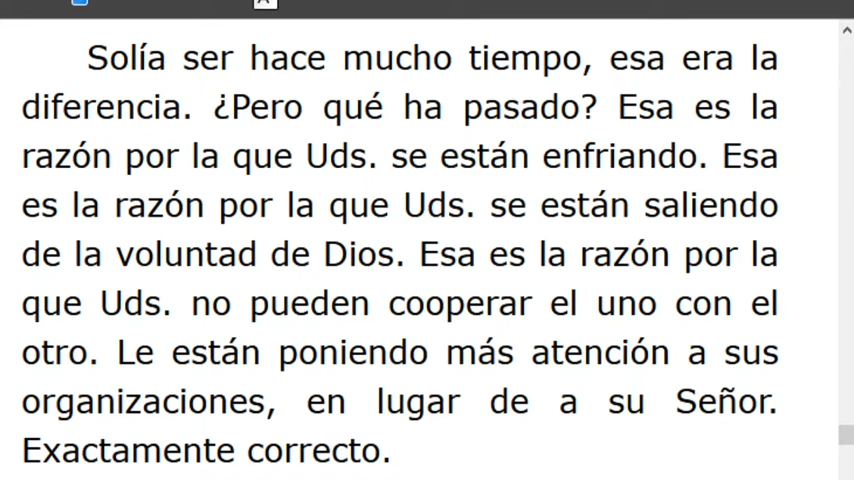 Solía ser hace mucho tiempo, esa era la
diferencia. ¿Pero qué ha pasado? Esa es la
razón por la que Uds. se están enfriando. Esa
es la razón por la que Uds. se están saliendo
de la voluntad de Dios. Esa es la razón por la
que Uds. no pueden cooperar el uno con el
otro. Le están poniendo más atención a sus
organizaciones, en lugar de a su Señor.
Exactamente correcto.